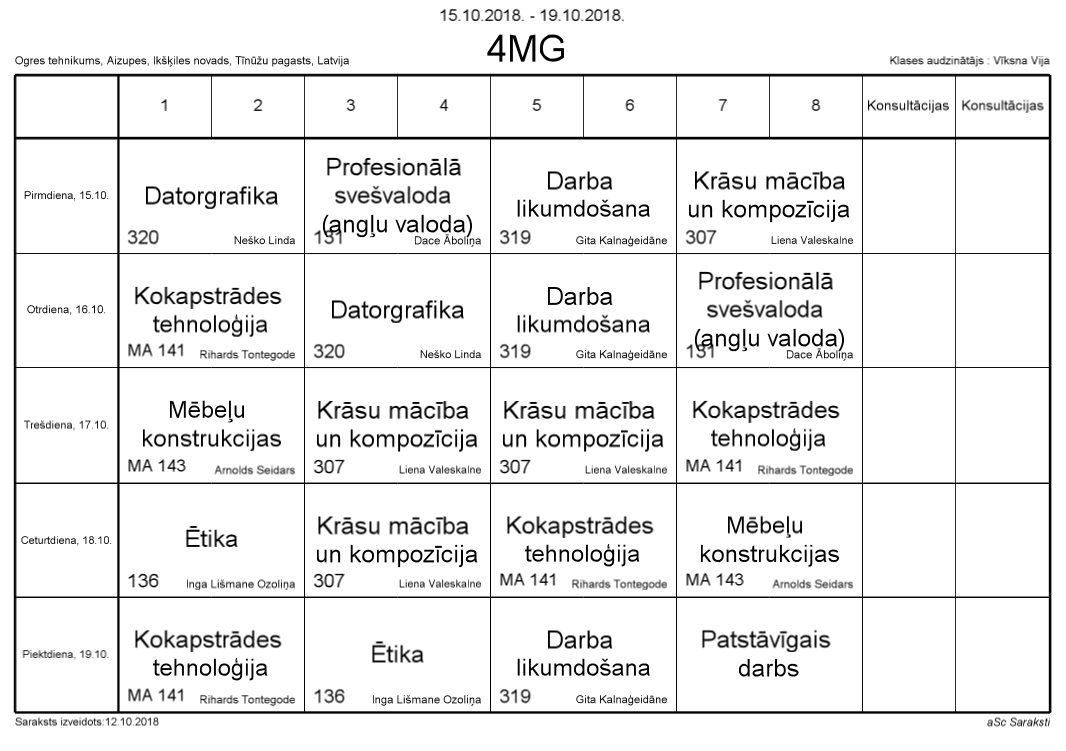 15.10.2018. - 19.10.2018.
4MG
Ogres tehnikums, Aizupes, Ikšķiles novads, Tīnūžu pagasts, Latvija
Klases audzinātājs : Vīksna Vija
1 2 3 4 5 6 7 8 Konsultācijas Konsultācijas
Pirmdiena, 15.10.
Datorgrafika
320 Neško Linda
Profesionālā
svešvaloda
(angļu valoda)
131 Dace Āboliņa
Darba
likumdošana
319 Gita Kalnaģeidāne
Krāsu mācība
un kompozīcija
307 Liena Valeskalne
Otrdiena, 16.10.
Kokapstrādes
tehnoloģija
MA 141 Rihards Tontegode
Datorgrafika
320 Neško Linda
Darba
likumdošana
319 Gita Kalnaģeidāne
Profesionālā
svešvaloda
(angļu valoda)
131 Dace Āboliņa
Trešdiena, 17.10.
Mēbeļu
konstrukcijas
MA 143 Arnolds Seidars
Krāsu mācība
un kompozīcija
307 Liena Valeskalne
Krāsu mācība
un kompozīcija
307 Liena Valeskalne
Kokapstrādes
tehnoloģija
MA 141 Rihards Tontegode
Ceturtdiena, 18.10.
Ētika
136 Inga Lišmane Ozoliņa
Krāsu mācība
un kompozīcija
307 Liena Valeskalne
Kokapstrādes
tehnoloģija
MA 141 Rihards Tontegode
Mēbeļu
konstrukcijas
MA 143 Arnolds Seidars
Piektdiena, 19.10.
Kokapstrādes
tehnoloģija
MA 141 Rihards Tontegode
Ētika
136 Inga Lišmane Ozoliņa
Darba
likumdošana
319 Gita Kalnaģeidāne
Patstāvīgais
darbs
Saraksts izveidots:12.10.2018
aSc Saraksti